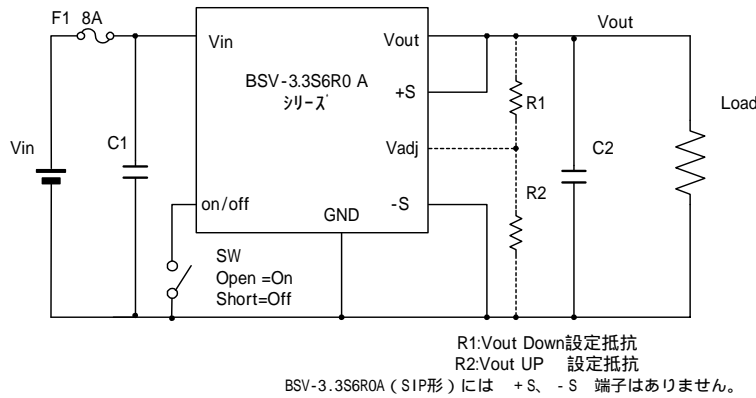 F1 8A
Vin
Vout
Vout
BSV-3.3S6R0 A
シリーズ
+S
R1
Load
Vin
C1
Vadj
C2
R2
on/off
GND
-S
SW
Open =On
Short=Off
R1:Vout Down設定抵抗
R2:Vout UP 設定抵抗
BSV-3.3S6R0A(SIP形)には +S、-S 端子はありません。